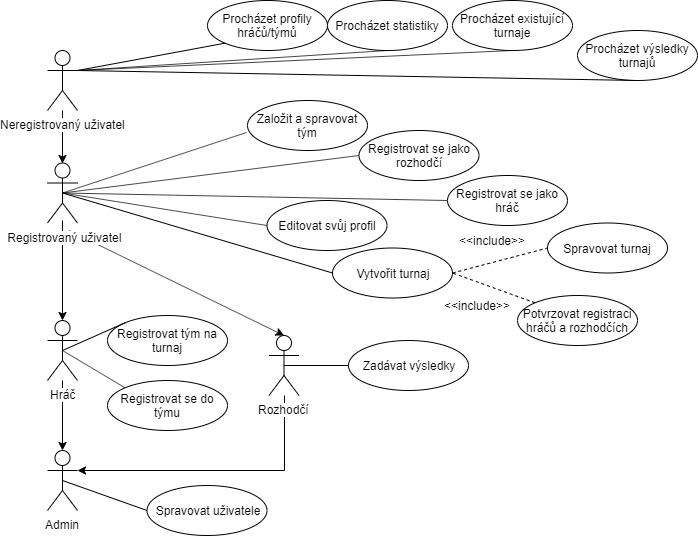 Procházet profily
hráčů/týmů
Procházet statistiky
Procházet existující
turnaje
Procházet výsledky
turnajů
Neregistrovaný uživatel
Založit a spravovat
tým
Registrovat se jako
rozhodčí
Registrovat se jako
hráč
Editovat svůj profil
Registrovaný uživatel
<<include>>
Spravovat turnaj
Vytvořit turnaj
<<include>>
Potvrzovat registraci
hráčů a rozhodčích
Registrovat tým na
turnaj
Hráč
Registrovat se do
týmu
Zadávat výsledky
Rozhodčí
Spravovat uživatele
Admin